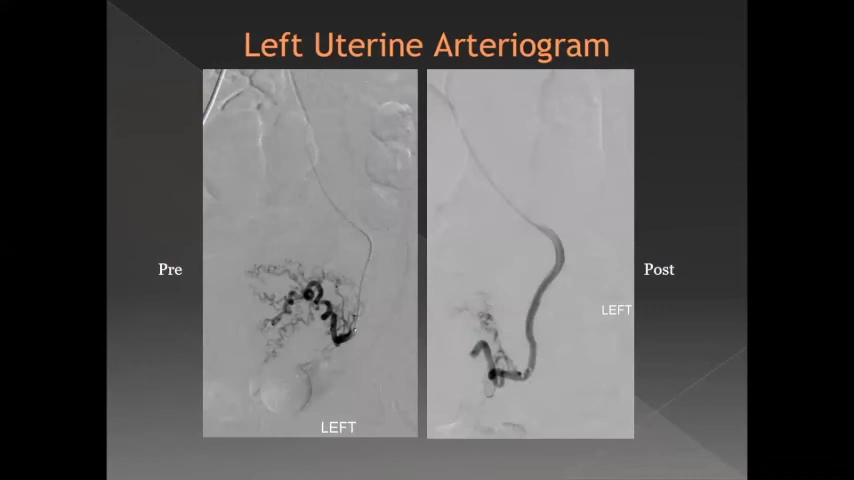 Left Uterine Arteriogram
Pre
Post
LEFT
LEFT